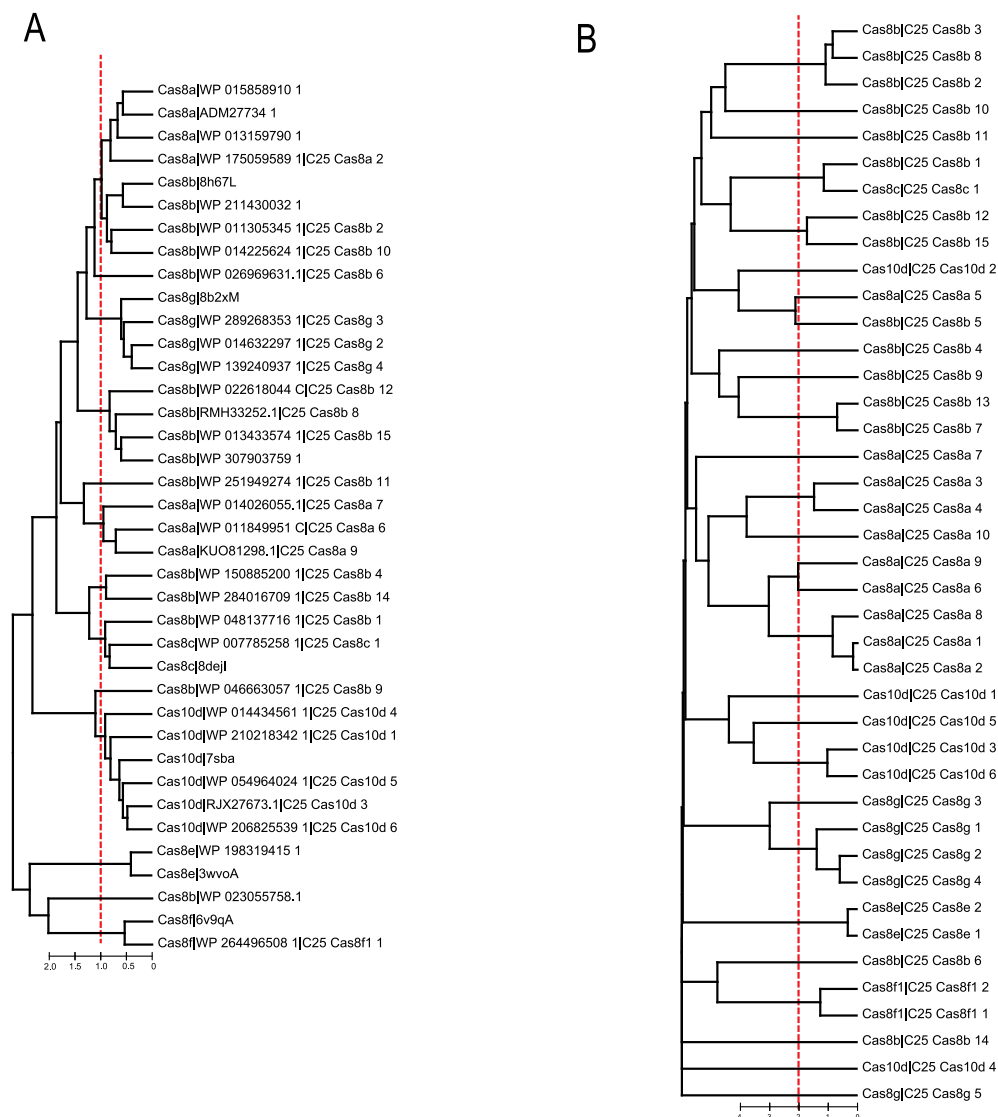 A
Cas8a|WP 015858910 1
Cas8a|ADM27734 1
Cas8a|WP 013159790 1
Cas8a|WP 175059589 1|C25 Cas8a 2
Cas8b|8h67L
Cas8b|WP 211430032 1
Cas8b|WP 011305345 1|C25 Cas8b 2
Cas8b|WP 014225624 1|C25 Cas8b 10
Cas8b|WP 026969631.1|C25 Cas8b 6
Cas8g|8b2xM
Cas8g|WP 289268353 1|C25 Cas8g 3
Cas8g|WP 014632297 1|C25 Cas8g 2
Cas8g|WP 139240937 1|C25 Cas8g 4
Cas8b|WP 022618044 C|C25 Cas8b 12
Cas8b|RMH33252.1|C25 Cas8b 8
Cas8b|WP 013433574 1|C25 Cas8b 15
Cas8b|WP 307903759 1
Cas8b|WP 251949274 1|C25 Cas8b 11
Cas8a|WP 014026055.1|C25 Cas8a 7
Cas8a|WP 011849951 C|C25 Cas8a 6
Cas8a|KUO81298.1|C25 Cas8a 9
Cas8b|WP 150885200 1|C25 Cas8b 4
Cas8b|WP 284016709 1|C25 Cas8b 14
Cas8b|WP 048137716 1|C25 Cas8b 1
Cas8c|WP 007785258 1|C25 Cas8c 1
Cas8c|8dejI
Cas8b|WP 046663057 1|C25 Cas8b 9
Cas10d|WP 014434561 1|C25 Cas10d 4
Cas10d|WP 210218342 1|C25 Cas10d 1
Cas10d|7sba
Cas10d|WP 054964024 1|C25 Cas10d 5
Cas10d|RJX27673.1|C25 Cas10d 3
Cas10d|WP 206825539 1|C25 Cas10d 6
Cas8e|WP 198319415 1
Cas8e|3wvoA
Cas8b|WP 023055758.1
Cas8f|6v9qA
Cas8f|WP 264496508 1|C25 Cas8f1 1
2.0 1.5 1.0 0.5 0
B
Cas8b|C25 Cas8b 3
Cas8b|C25 Cas8b 8
Cas8b|C25 Cas8b 2
Cas8b|C25 Cas8b 10
Cas8b|C25 Cas8b 11
Cas8b|C25 Cas8b 1
Cas8c|C25 Cas8c 1
Cas8b|C25 Cas8b 12
Cas8b|C25 Cas8b 15
Cas10d|C25 Cas10d 2
Cas8a|C25 Cas8a 5
Cas8b|C25 Cas8b 5
Cas8b|C25 Cas8b 4
Cas8b|C25 Cas8b 9
Cas8b|C25 Cas8b 13
Cas8b|C25 Cas8b 7
Cas8a|C25 Cas8a 7
Cas8a|C25 Cas8a 3
Cas8a|C25 Cas8a 4
Cas8a|C25 Cas8a 10
Cas8a|C25 Cas8a 9
Cas8a|C25 Cas8a 6
Cas8a|C25 Cas8a 8
Cas8a|C25 Cas8a 1
Cas8a|C25 Cas8a 2
Cas10d|C25 Cas10d 1
Cas10d|C25 Cas10d 5
Cas10d|C25 Cas10d 3
Cas10d|C25 Cas10d 6
Cas8g|C25 Cas8g 3
Cas8g|C25 Cas8g 1
Cas8g|C25 Cas8g 2
Cas8g|C25 Cas8g 4
Cas8e|C25 Cas8e 2
Cas8e|C25 Cas8e 1
Cas8b|C25 Cas8b 6
Cas8f1|C25 Cas8f1 2
Cas8f1|C25 Cas8f1 1
Cas8b|C25 Cas8b 14
Cas10d|C25 Cas10d 4
Cas8g|C25 Cas8g 5
4 3 2 1 0